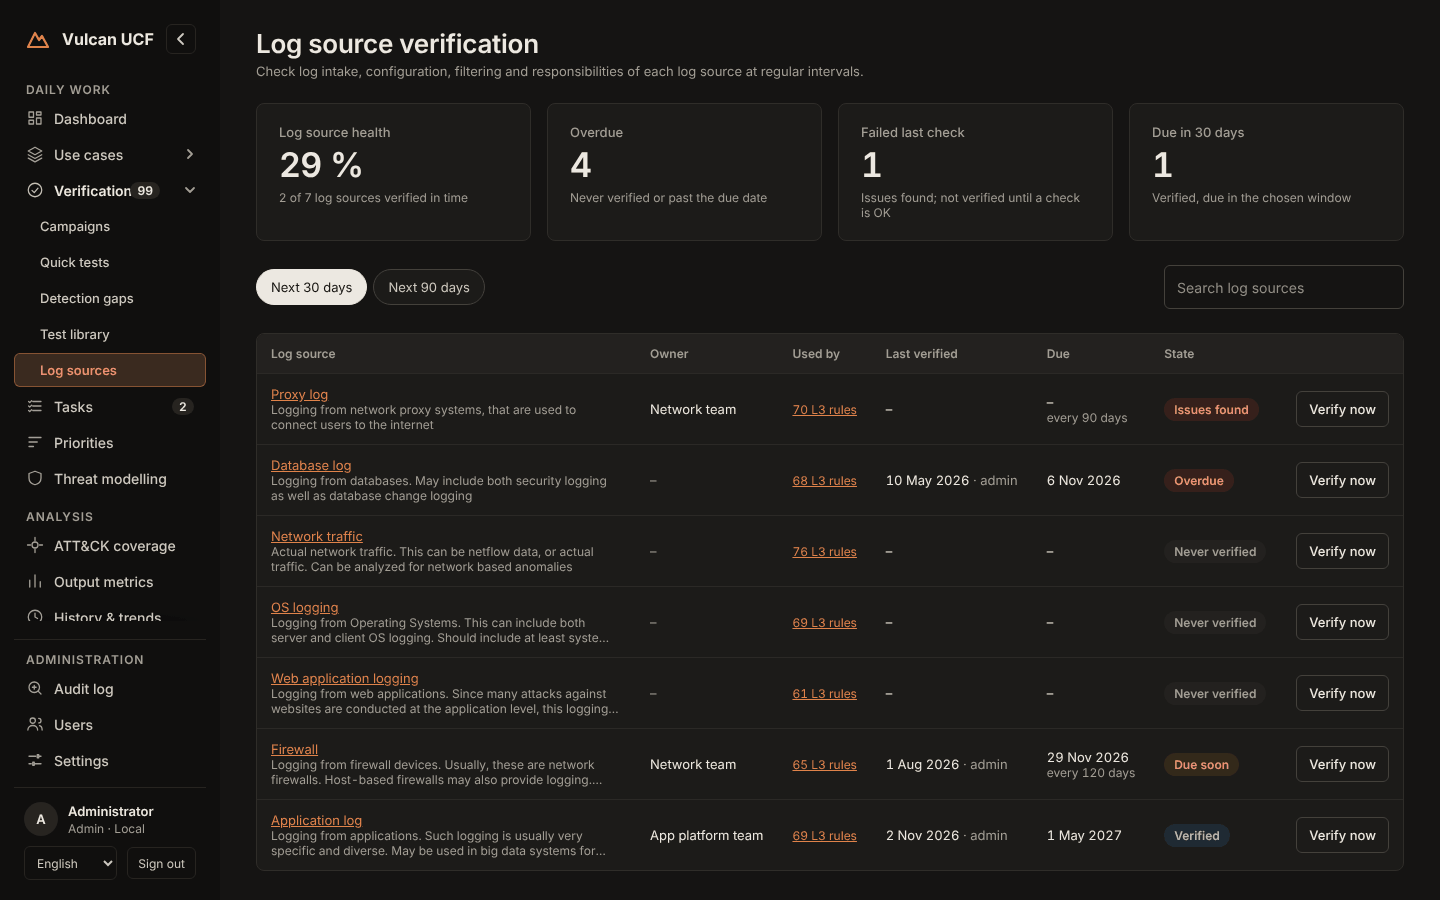 Vulcan UCF
DAILY WORK
Dashboard
Use cases
Verification 99
Campaigns
Quick tests
Detection gaps
Test library
Log sources
Tasks 2
Priorities
Threat modelling
ANALYSIS
ATT&CK coverage
Output metrics
History & trends
ADMINISTRATION
Audit log
Users
Settings
A
Administrator
Admin · Local
English
Sign out
Log source verification
Check log intake, configuration, filtering and responsibilities of each log source at regular intervals.
Log source health
29 %
2 of 7 log sources verified in time
Overdue
4
Never verified or past the due date
Failed last check
1
Issues found; not verified until a check
is OK
Due in 30 days
1
Verified, due in the chosen window
Next 30 days
Next 90 days
Search log sources
Log source Owner Used by Last verified Due State
Proxy log
Logging from network proxy systems, that are used to
connect users to the internet
Network team
70 L3 rules
–
–
every 90 days
Issues found
Verify now
Database log
Logging from databases. May include both security logging
as well as database change logging
–
68 L3 rules
10 May 2026 · admin
6 Nov 2026
Overdue
Verify now
Network traffic
Actual network traffic. This can be netflow data, or actual
traffic. Can be analyzed for network based anomalies
–
76 L3 rules
–
–
Never verified
Verify now
OS logging
Logging from Operating Systems. This can include both
server and client OS logging. Should include at least syste…
–
69 L3 rules
–
–
Never verified
Verify now
Web application logging
Logging from web applications. Since many attacks against
websites are conducted at the application level, this logging…
–
61 L3 rules
–
–
Never verified
Verify now
Firewall
Logging from firewall devices. Usually, these are network
firewalls. Host-based firewalls may also provide logging.…
Network team
65 L3 rules
1 Aug 2026 · admin
29 Nov 2026
every 120 days
Due soon
Verify now
Application log
Logging from applications. Such logging is usually very
specific and diverse. May be used in big data systems for…
App platform team
69 L3 rules
2 Nov 2026 · admin
1 May 2027
Verified
Verify now